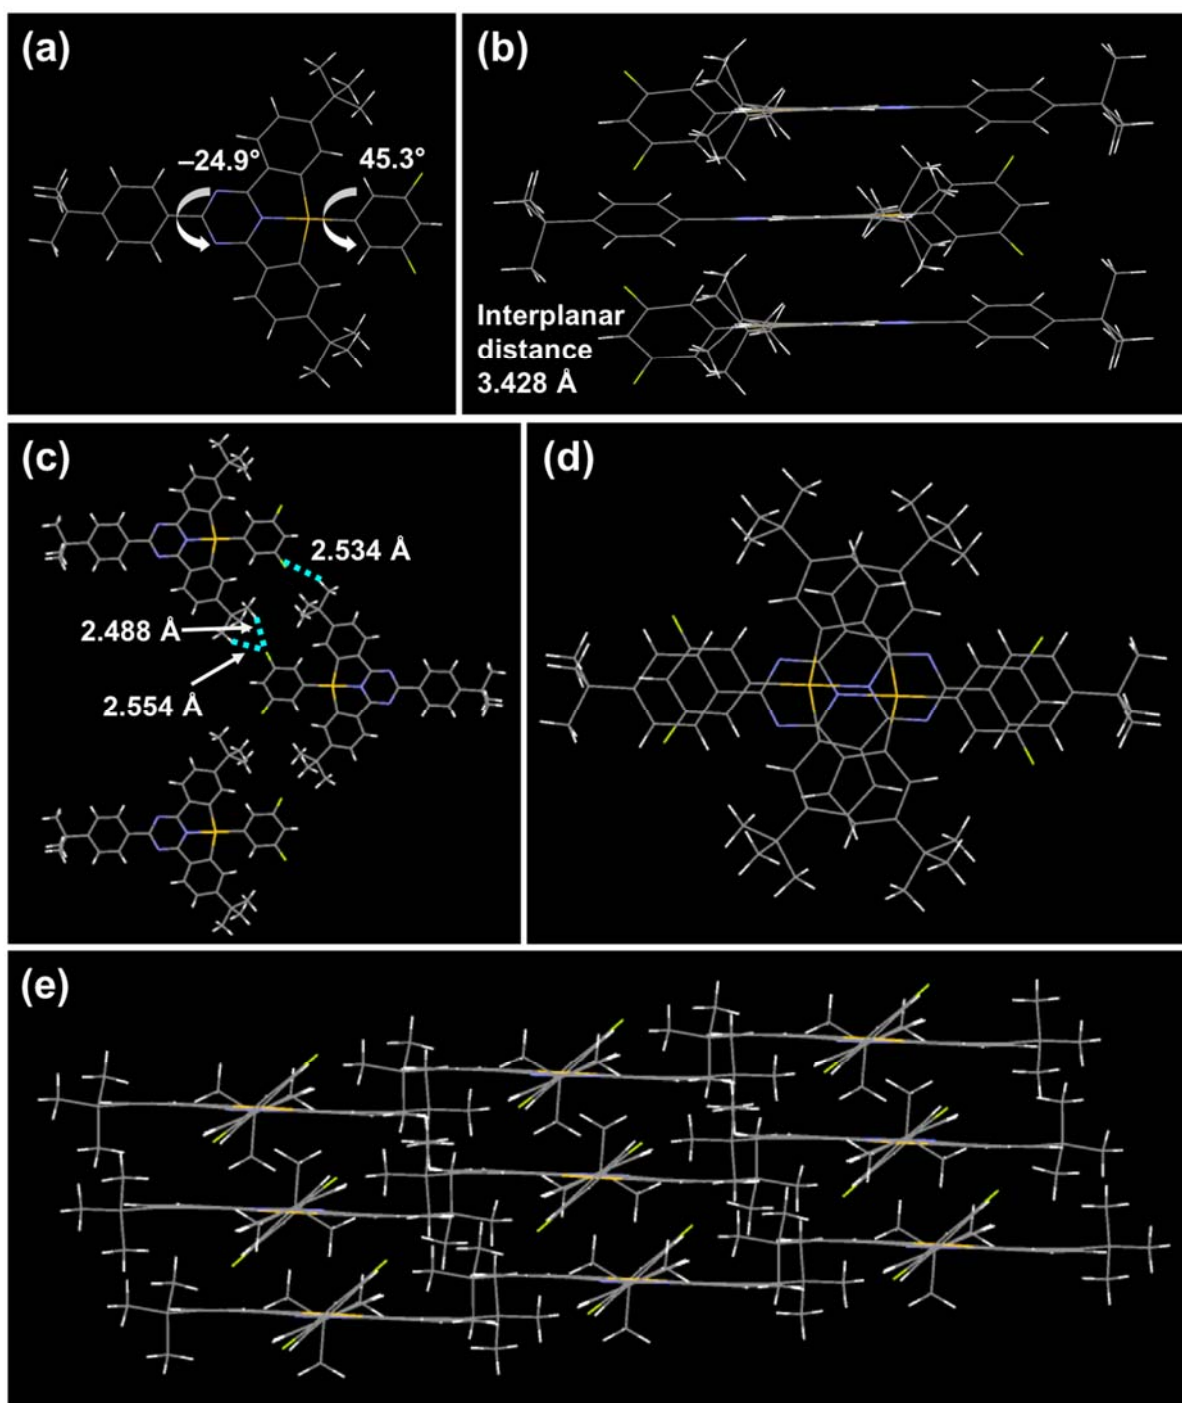 (a)
–24.9°
45.3°
(b)
Interplanar
distance
3.428 Å
(c)
2.534 Å
2.488 Å
2.554 Å
(d)
(e)